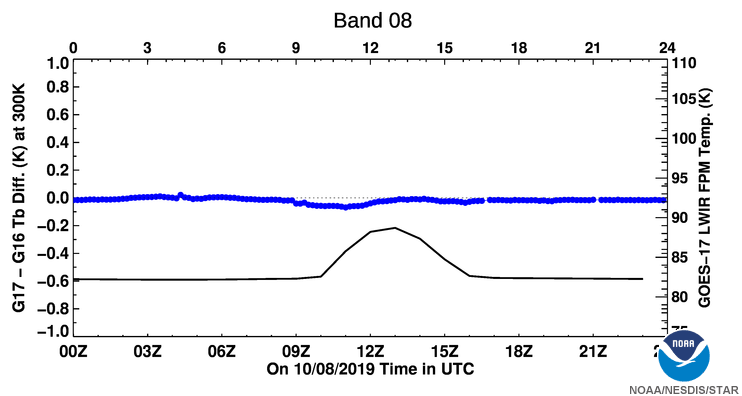 Band 08
0 3 6 9 12 15 18 21 24
1.0 110
0.8
105
0.6
0.4 100
0.2
95
0.0
90
−0.2
−0.4 85
−0.6
80
−0.8
−1.0
G17 − G16 Tb Diff. (K) at 300K
GOES−17 LWIR FPM Temp. (K)
00Z 03Z 06Z 09Z 12Z 15Z 18Z 21Z
On 10/08/2019 Time in UTC
NOAA
NOAA/NESDIS/STAR